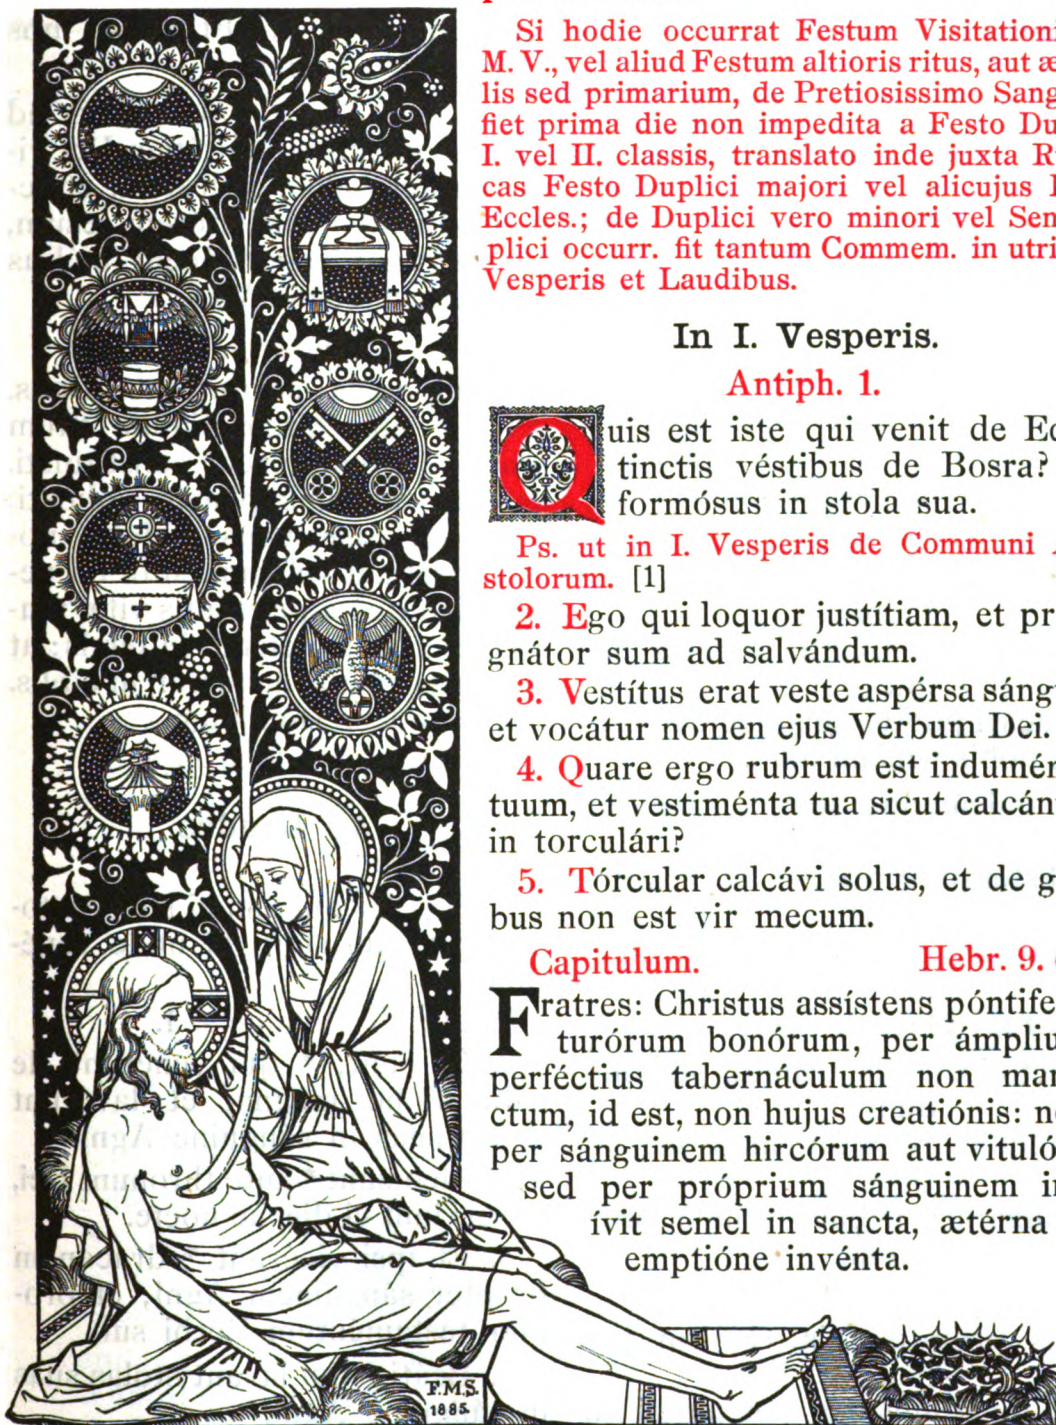 Si hodie occurrat Festum Visitation
M. V., vel aliud Festum altioris ritus, aut æ
lis sed primarium, de Pretiosissimo Sang
fiet prima die non impedita a Festo Du
I. vel II. classis, translato inde juxta R
cas Festo Duplici majori vel alicujus
Eccles.; de Duplici vero minori vel Sem
plici occurr. fit tantum Commem. in utri
Vesperis et Laudibus.
In I. Vesperis.
Antiph. 1.
Quis est iste qui venit de Ed
tinctis véstibus de Bosra?
formósus in stola sua.
Ps. ut in I. Vesperis de Communi
stolorum. [1]
2. Ego qui loquor justítiam, et pr
gnátor sum ad salvándum.
3. Vestítus erat veste aspérsa sáng
et vocátur nomen ejus Verbum Dei.
4. Quare ergo rubrum est indumén
tuum, et vestiménta tua sicut calcán
in torculári?
5. Tórcular calcávi solus, et de g
bus non est vir mecum.
Capitulum. Hebr. 9.
Fratres: Christus assístens póntife
turórum bonórum, per ámpliu
perféctius tabernáculum non man
ctum, id est, non hujus creatiónis: n
per sánguinem hircórum aut vituló
sed per próprium sánguinem in
ívit semel in sancta, ætérna
emptióne invénta.
F.M.S.
1885.